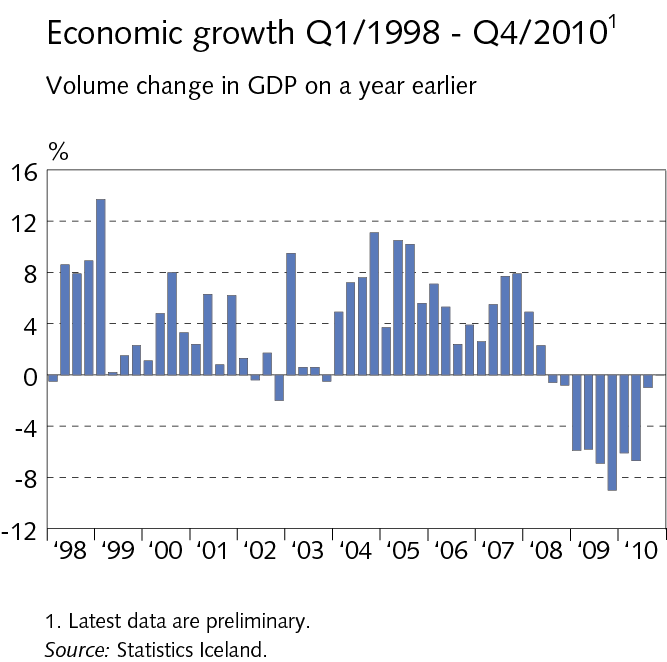 Economic growth Q1/1998 - Q4/2010¹
Volume change in GDP on a year earlier
%
16
12
8
4
0
-4
-8
-12
‘98 ‘99 ‘00 ‘01 ‘02 ‘03 ‘04 ‘05 ‘06 ‘07 ‘08 ‘09 ‘10
1. Latest data are preliminary.
Source: Statistics Iceland.